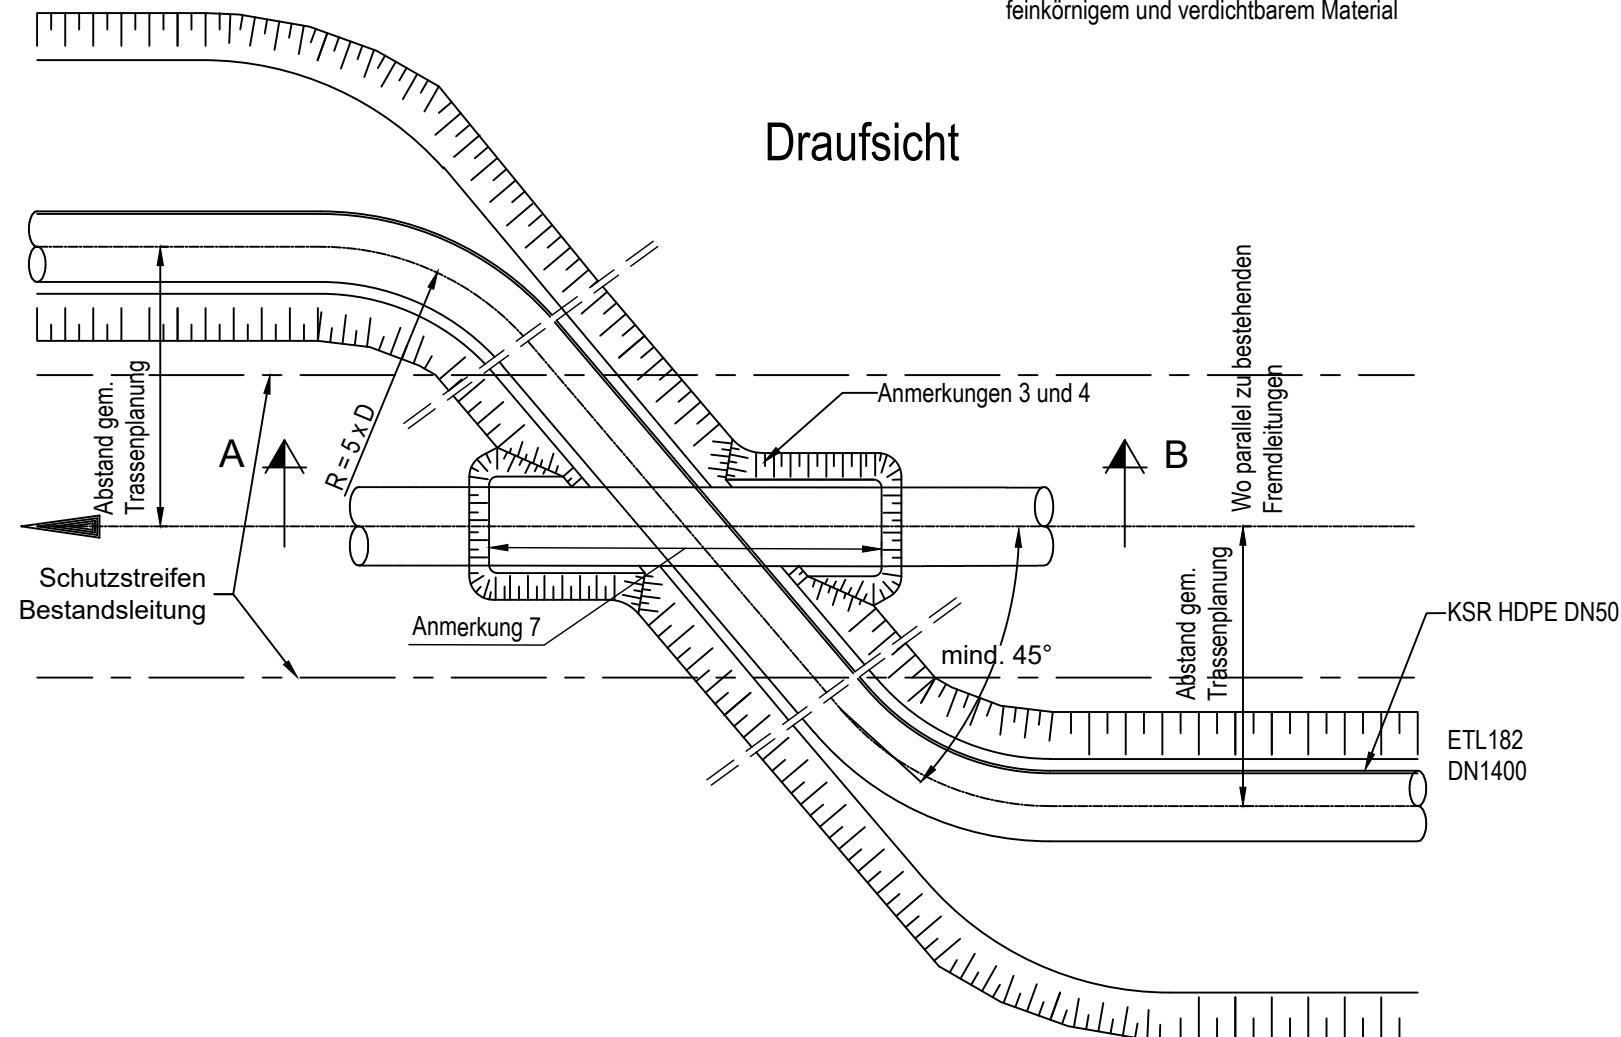 feinkörnigem und verdichtbarem Material
Draufsicht
Wo parallel zu bestehenden
Fremdleitungen
Abstand gem.
Trassenplanung
R = 5 x D
Anmerkungen 3 und 4
A
B
Schutzstreifen
Bestandsleitung
Anmerkung 7
mind. 45°
Abstand gem.
Trassenplanung
KSR HDPE DN50
ETL182
DN1400